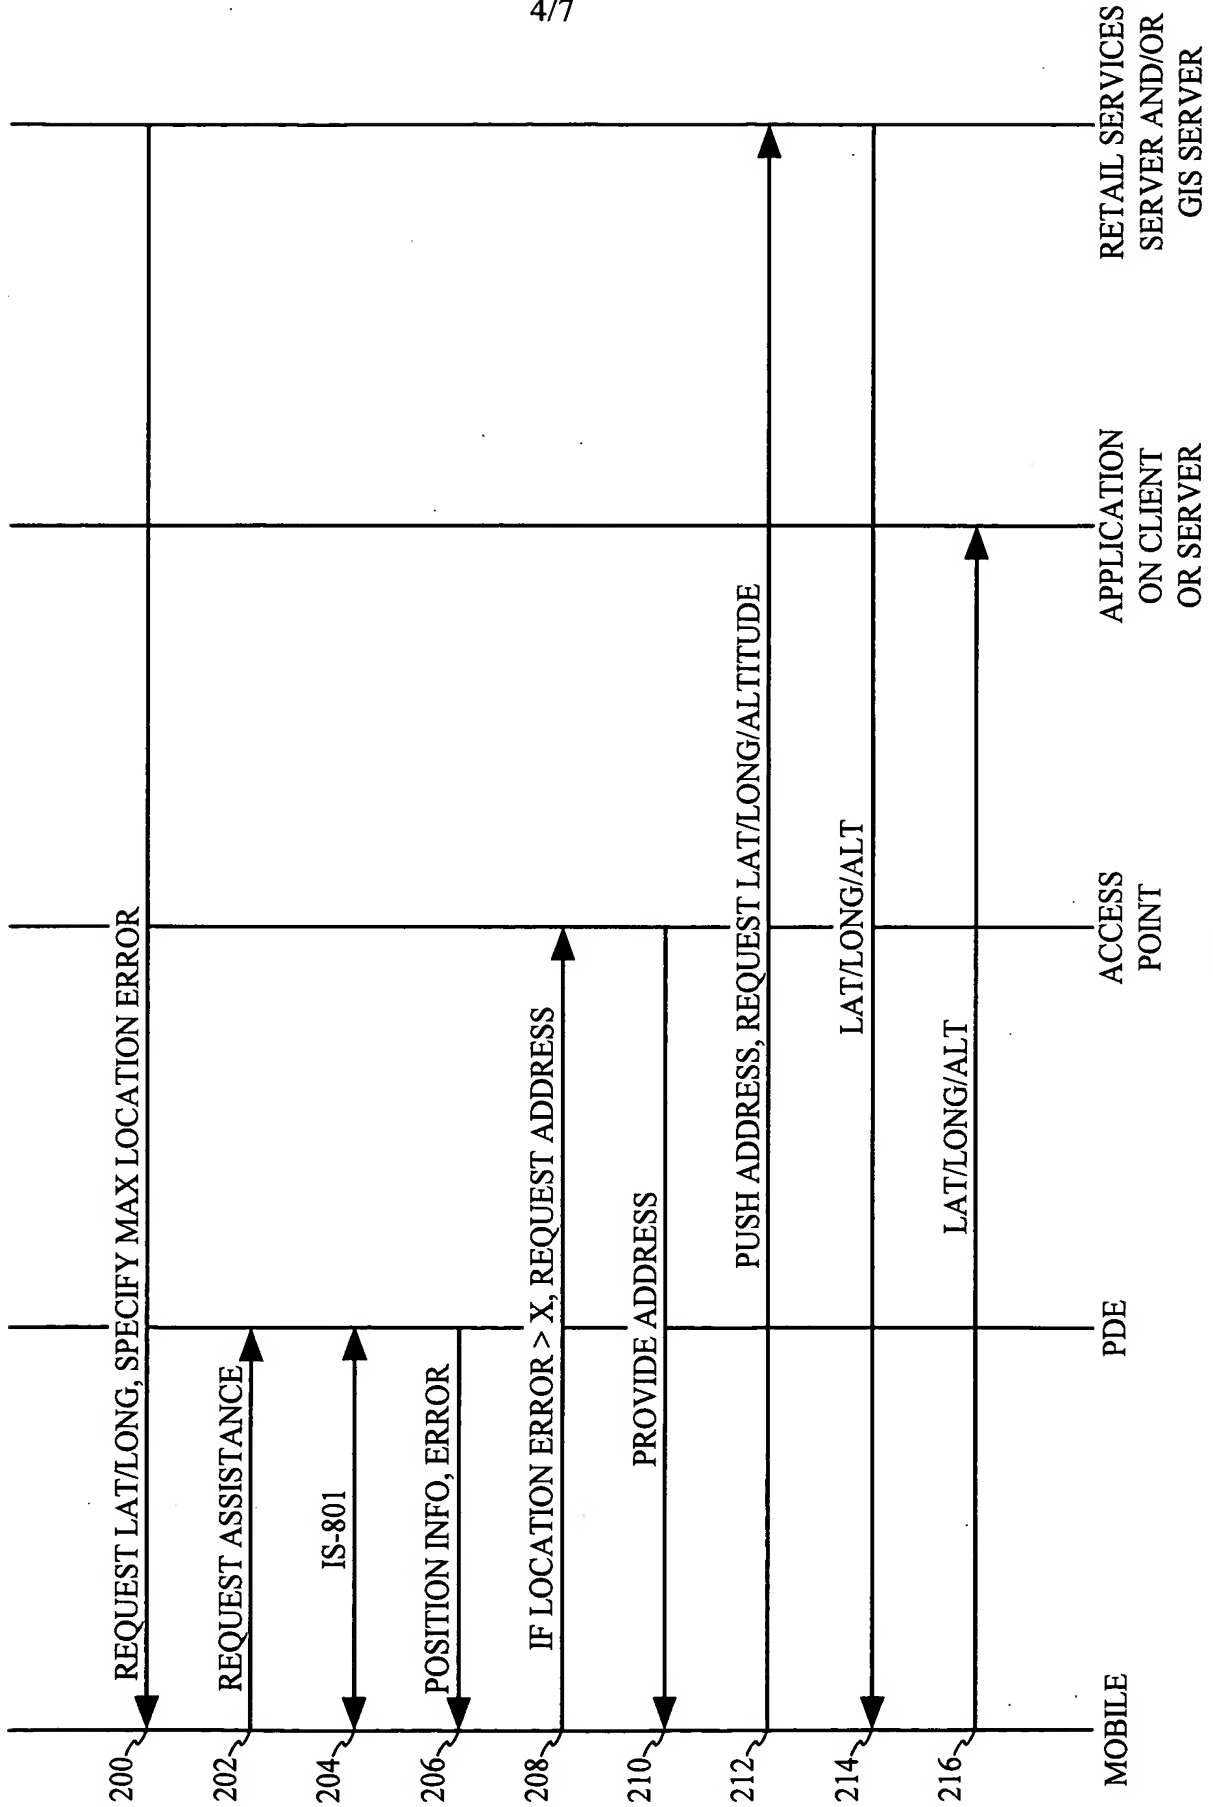 4/7
200
REQUEST LAT/LONG, SPECIFY MAX LOCATION ERROR
202
REQUEST ASSISTANCE
204
IS-801
206
POSITION INFO, ERROR
208
IF LOCATION ERROR > X, REQUEST ADDRESS
210
PROVIDE ADDRESS
212
PUSH ADDRESS, REQUEST LAT/LONG/ALTITUDE
214
LAT/LONG/ALT
216
LAT/LONG/ALT
MOBILE
PDE
ACCESS
POINT
APPLICATION
ON CLIENT
OR SERVER
RETAIL SERVICES
SERVER AND/OR
GIS SERVER